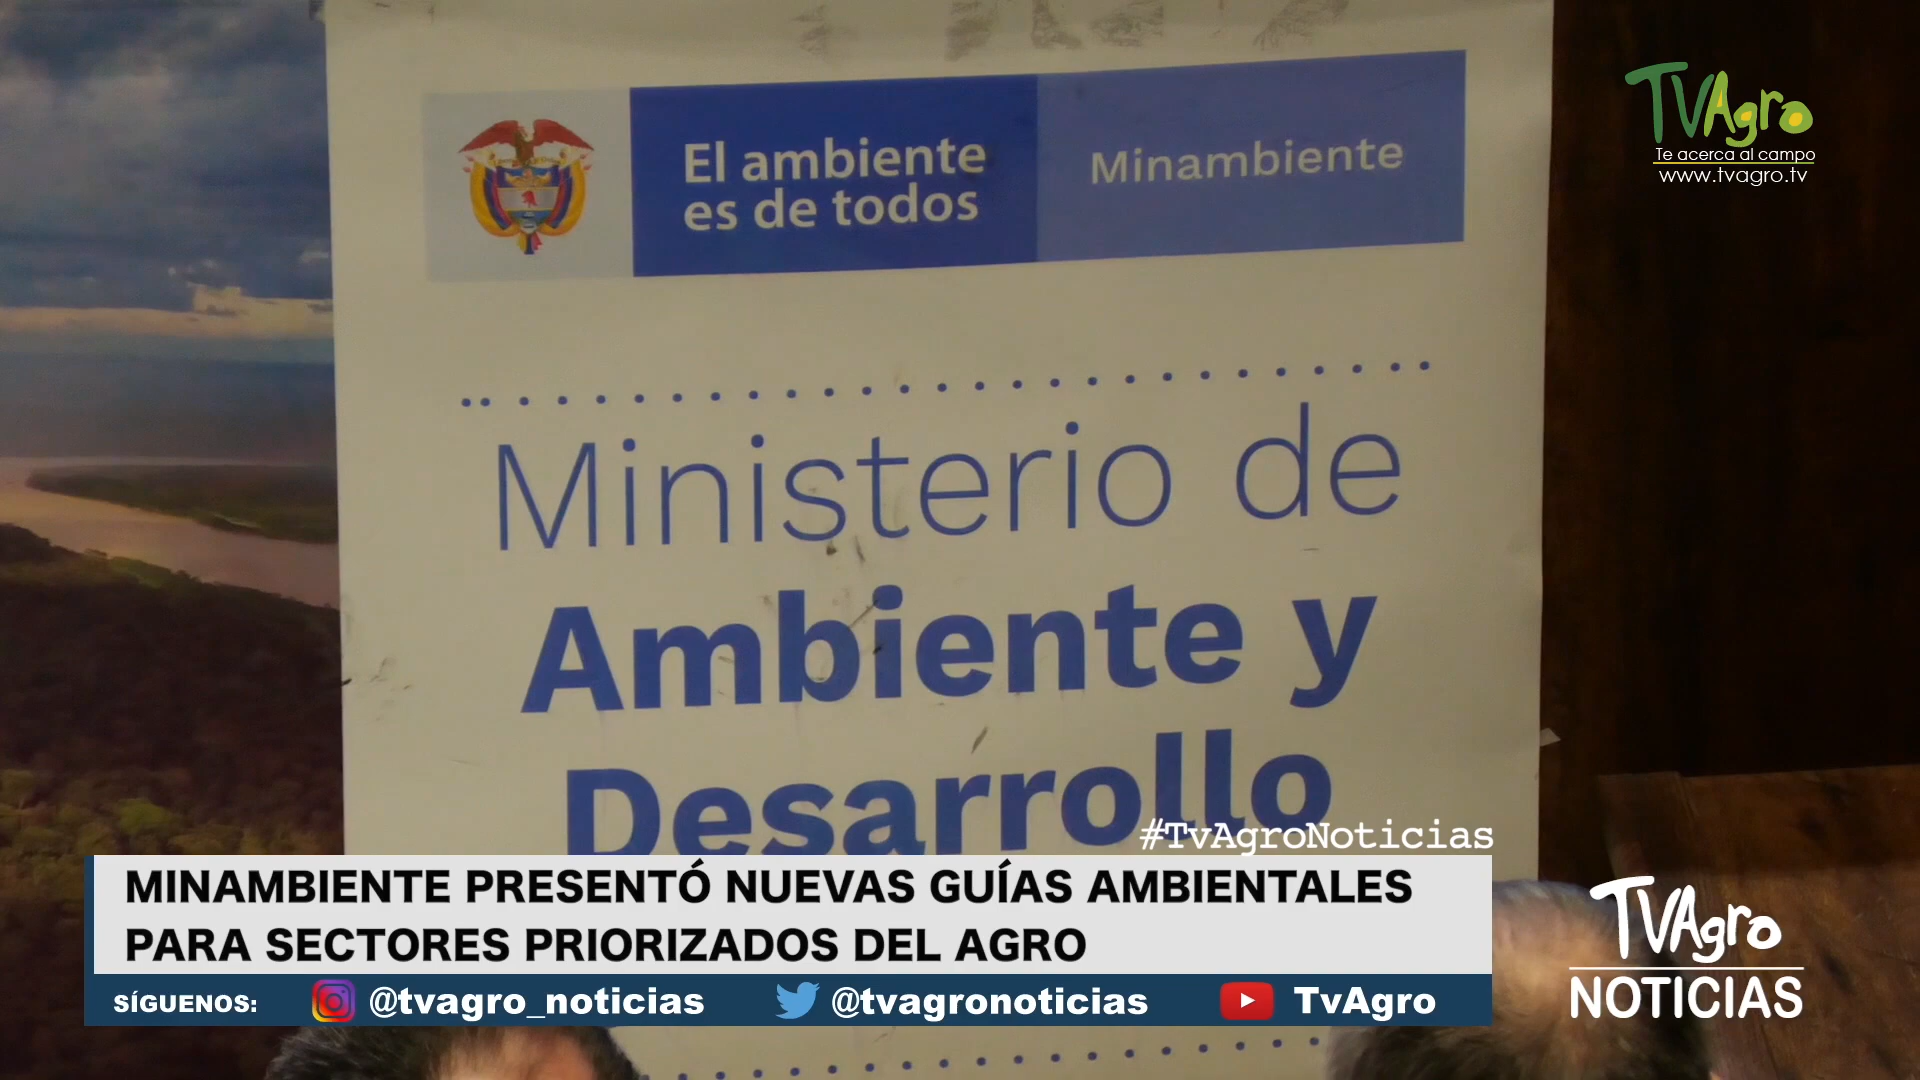 TVAgro
Te acerca al campo
www.tvagro.tv
El ambiente
es de todos
Minambiente
Ministerio de
Ambiente y
Desarrollo
#TvAgroNoticias
MINAMBIENTE PRESENTÓ NUEVAS GUÍAS AMBIENTALES
PARA SECTORES PRIORIZADOS DEL AGRO
SÍGUENOS: @tvagro_noticias @tvagronoticias TvAgro
TVAgro
NOTICIAS